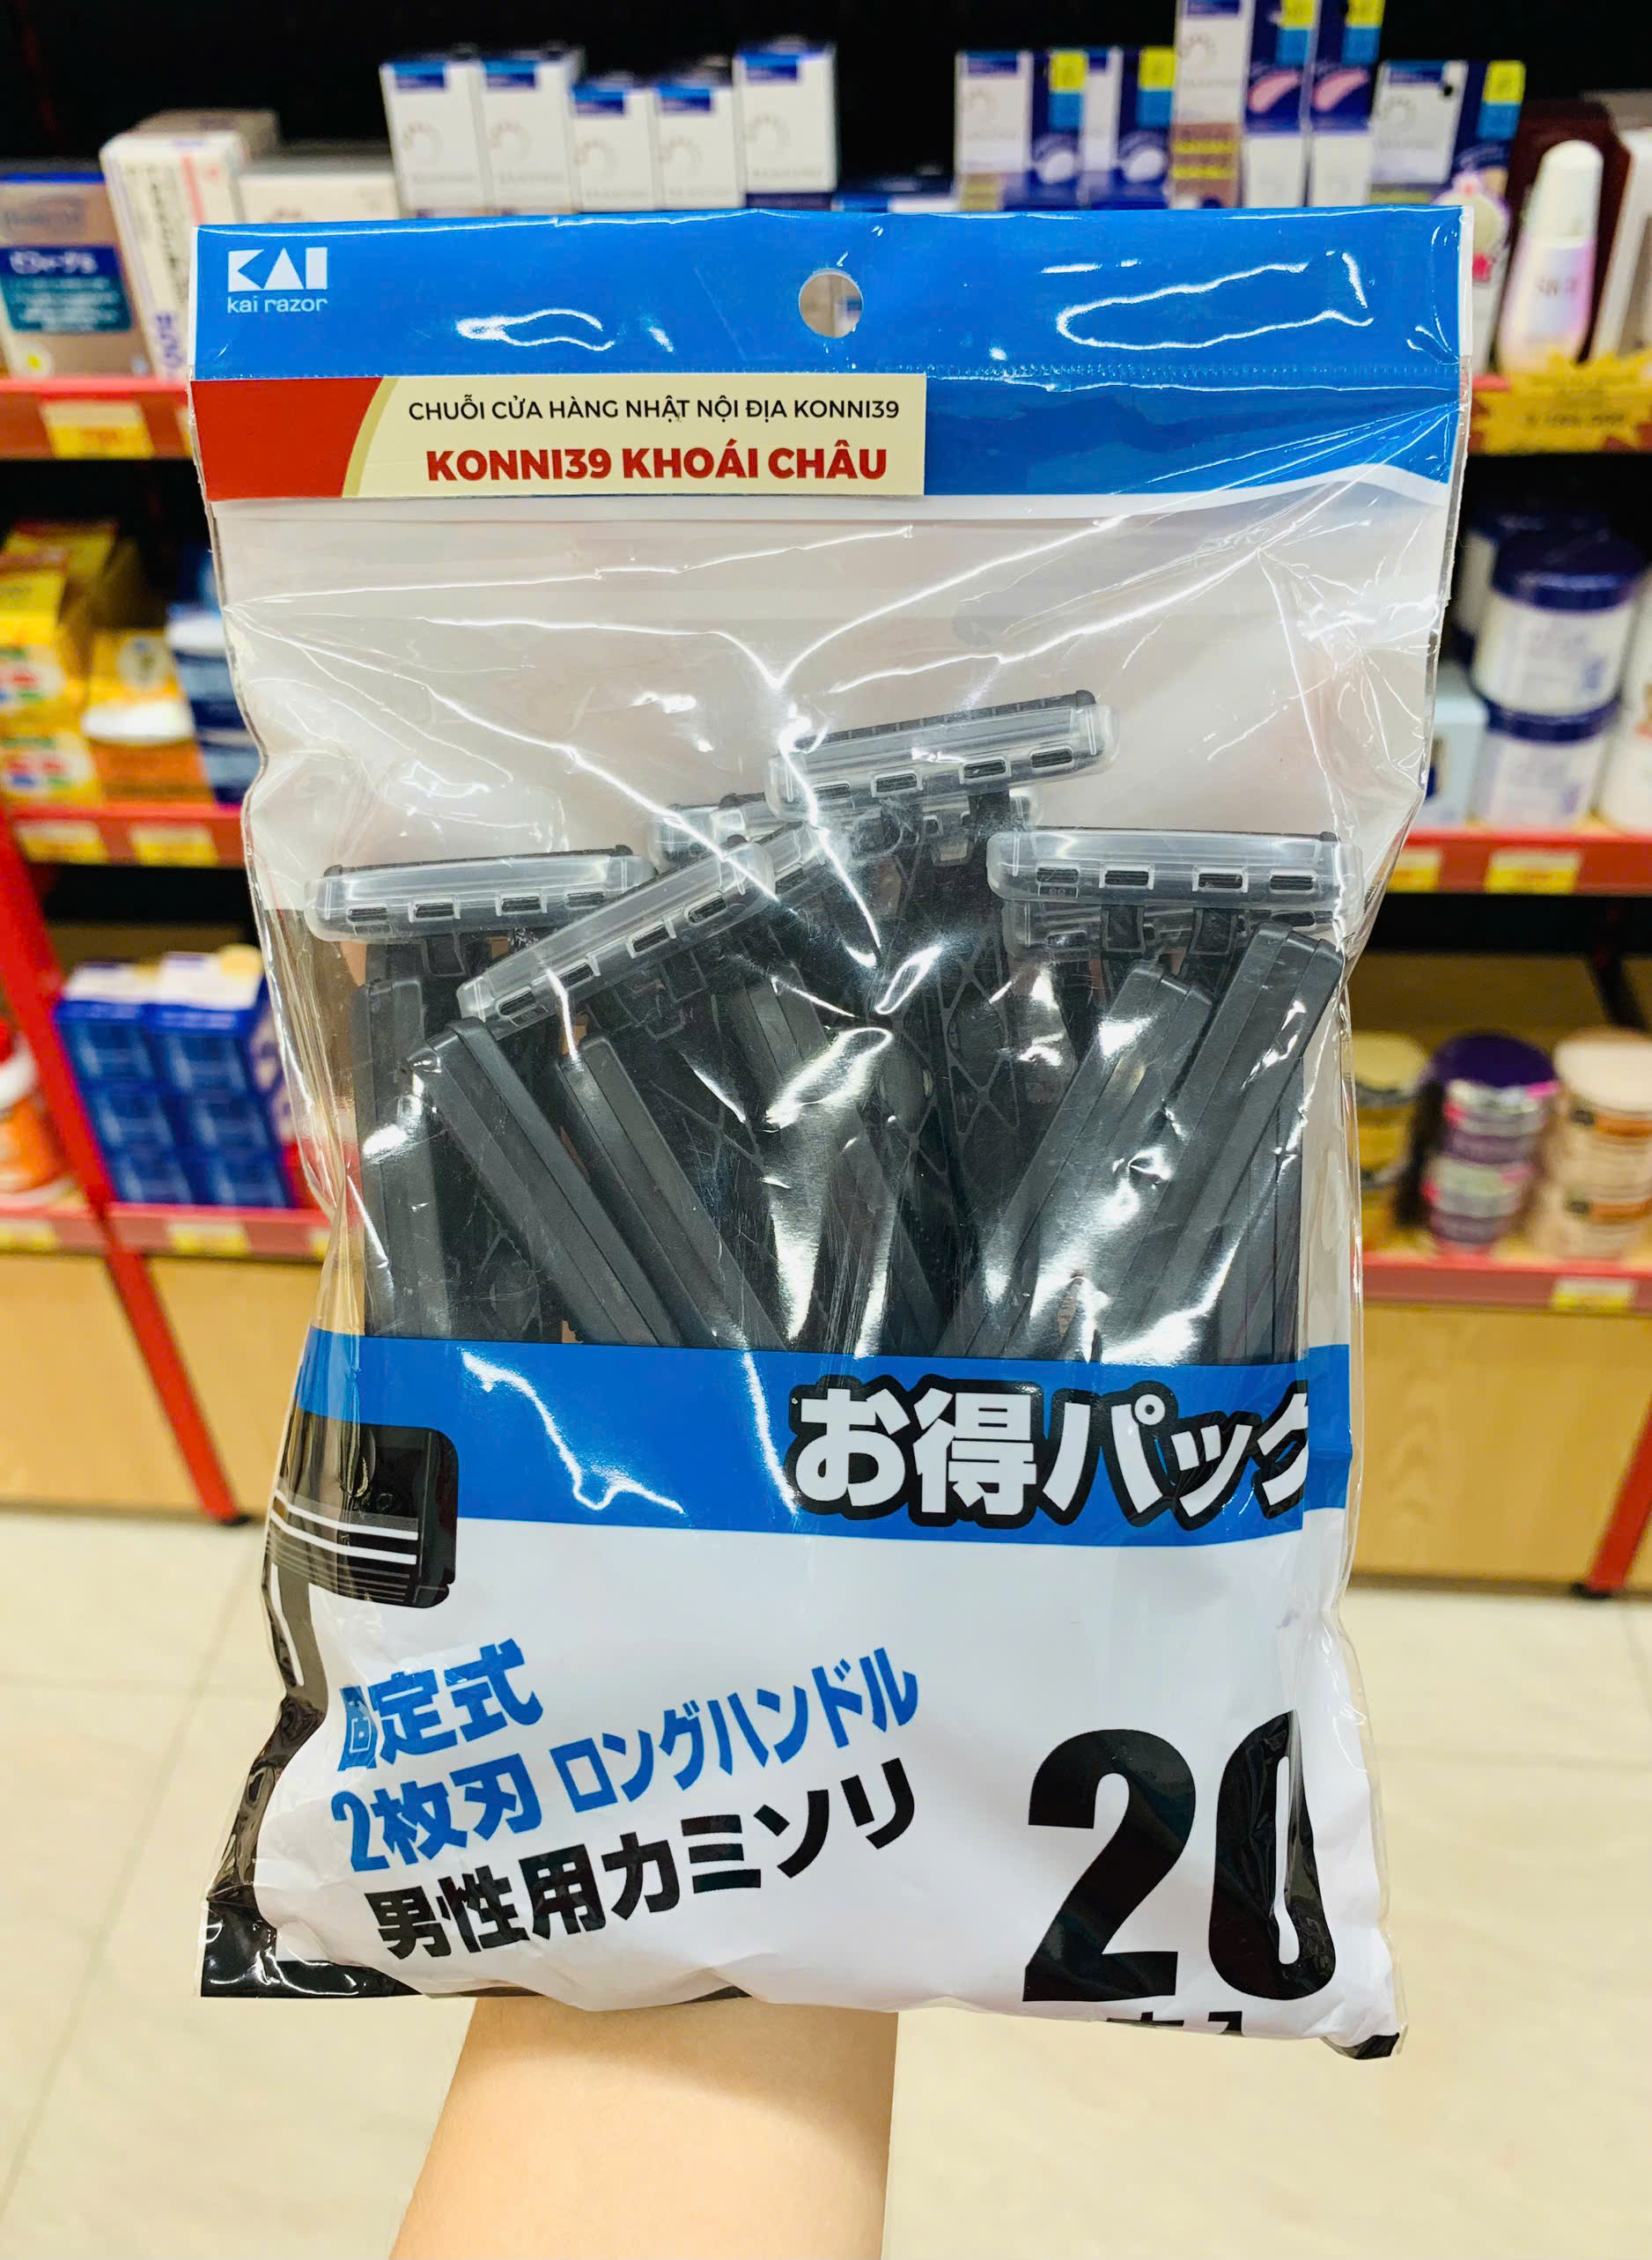 KAI
kai razor
CHUỖI CỬA HÀNG NHẬT NỘI ĐỊA KONNI39
KONNI39 KHOÁI CHÂU
お得パック
固定式
2枚刃 ロングハンドル
男性用カミソリ
20